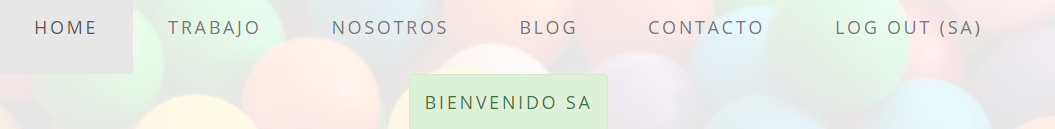 HOME TRABAJO NOSOTROS BLOG CONTACTO LOG OUT (SA)
BIENVENIDO SA